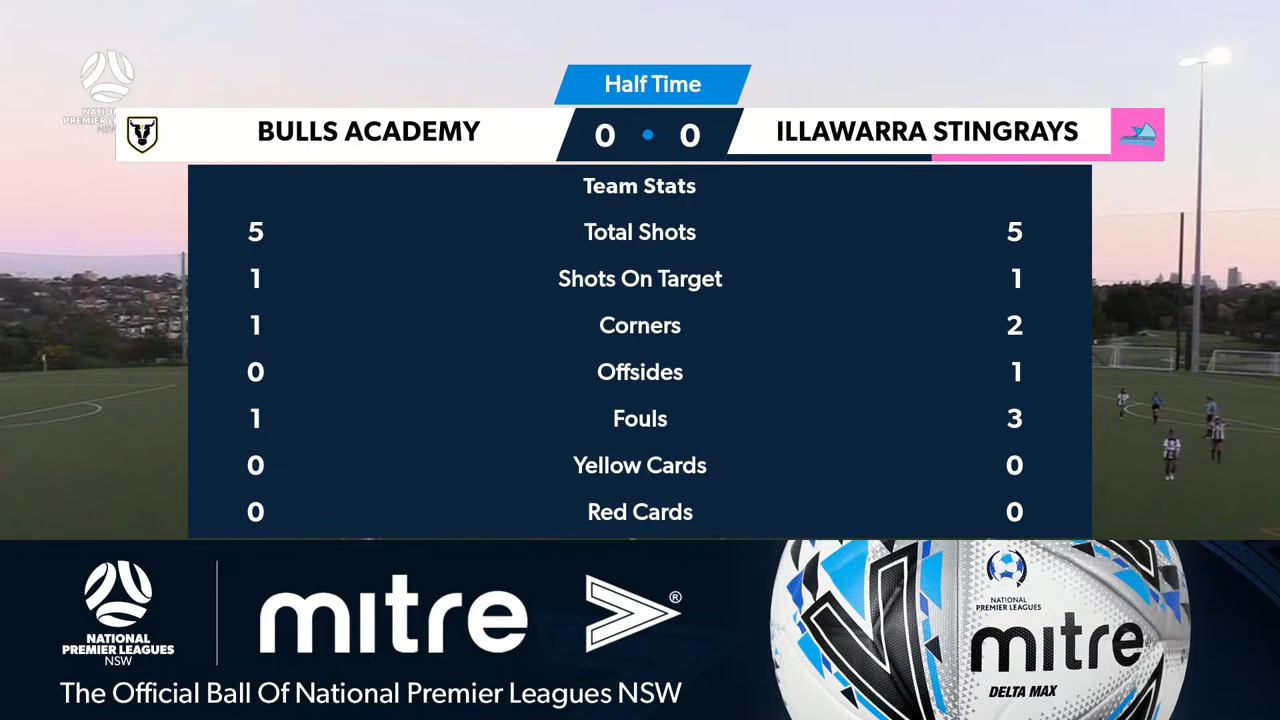 Half Time
BULLS ACADEMY 0 • 0 ILLAWARRA STINGRAYS
NATIONAL
PREMIER LEAGUES
NSW
Team Stats
5 Total Shots 5
1 Shots On Target 1
1 Corners 2
0 Offsides 1
1 Fouls 3
0 Yellow Cards 0
0 Red Cards 0
NATIONAL
PREMIER LEAGUES
NSW
mitre ®
The Official Ball Of National Premier Leagues NSW
NATIONAL
PREMIER LEAGUES
mitre
DELTA MAX